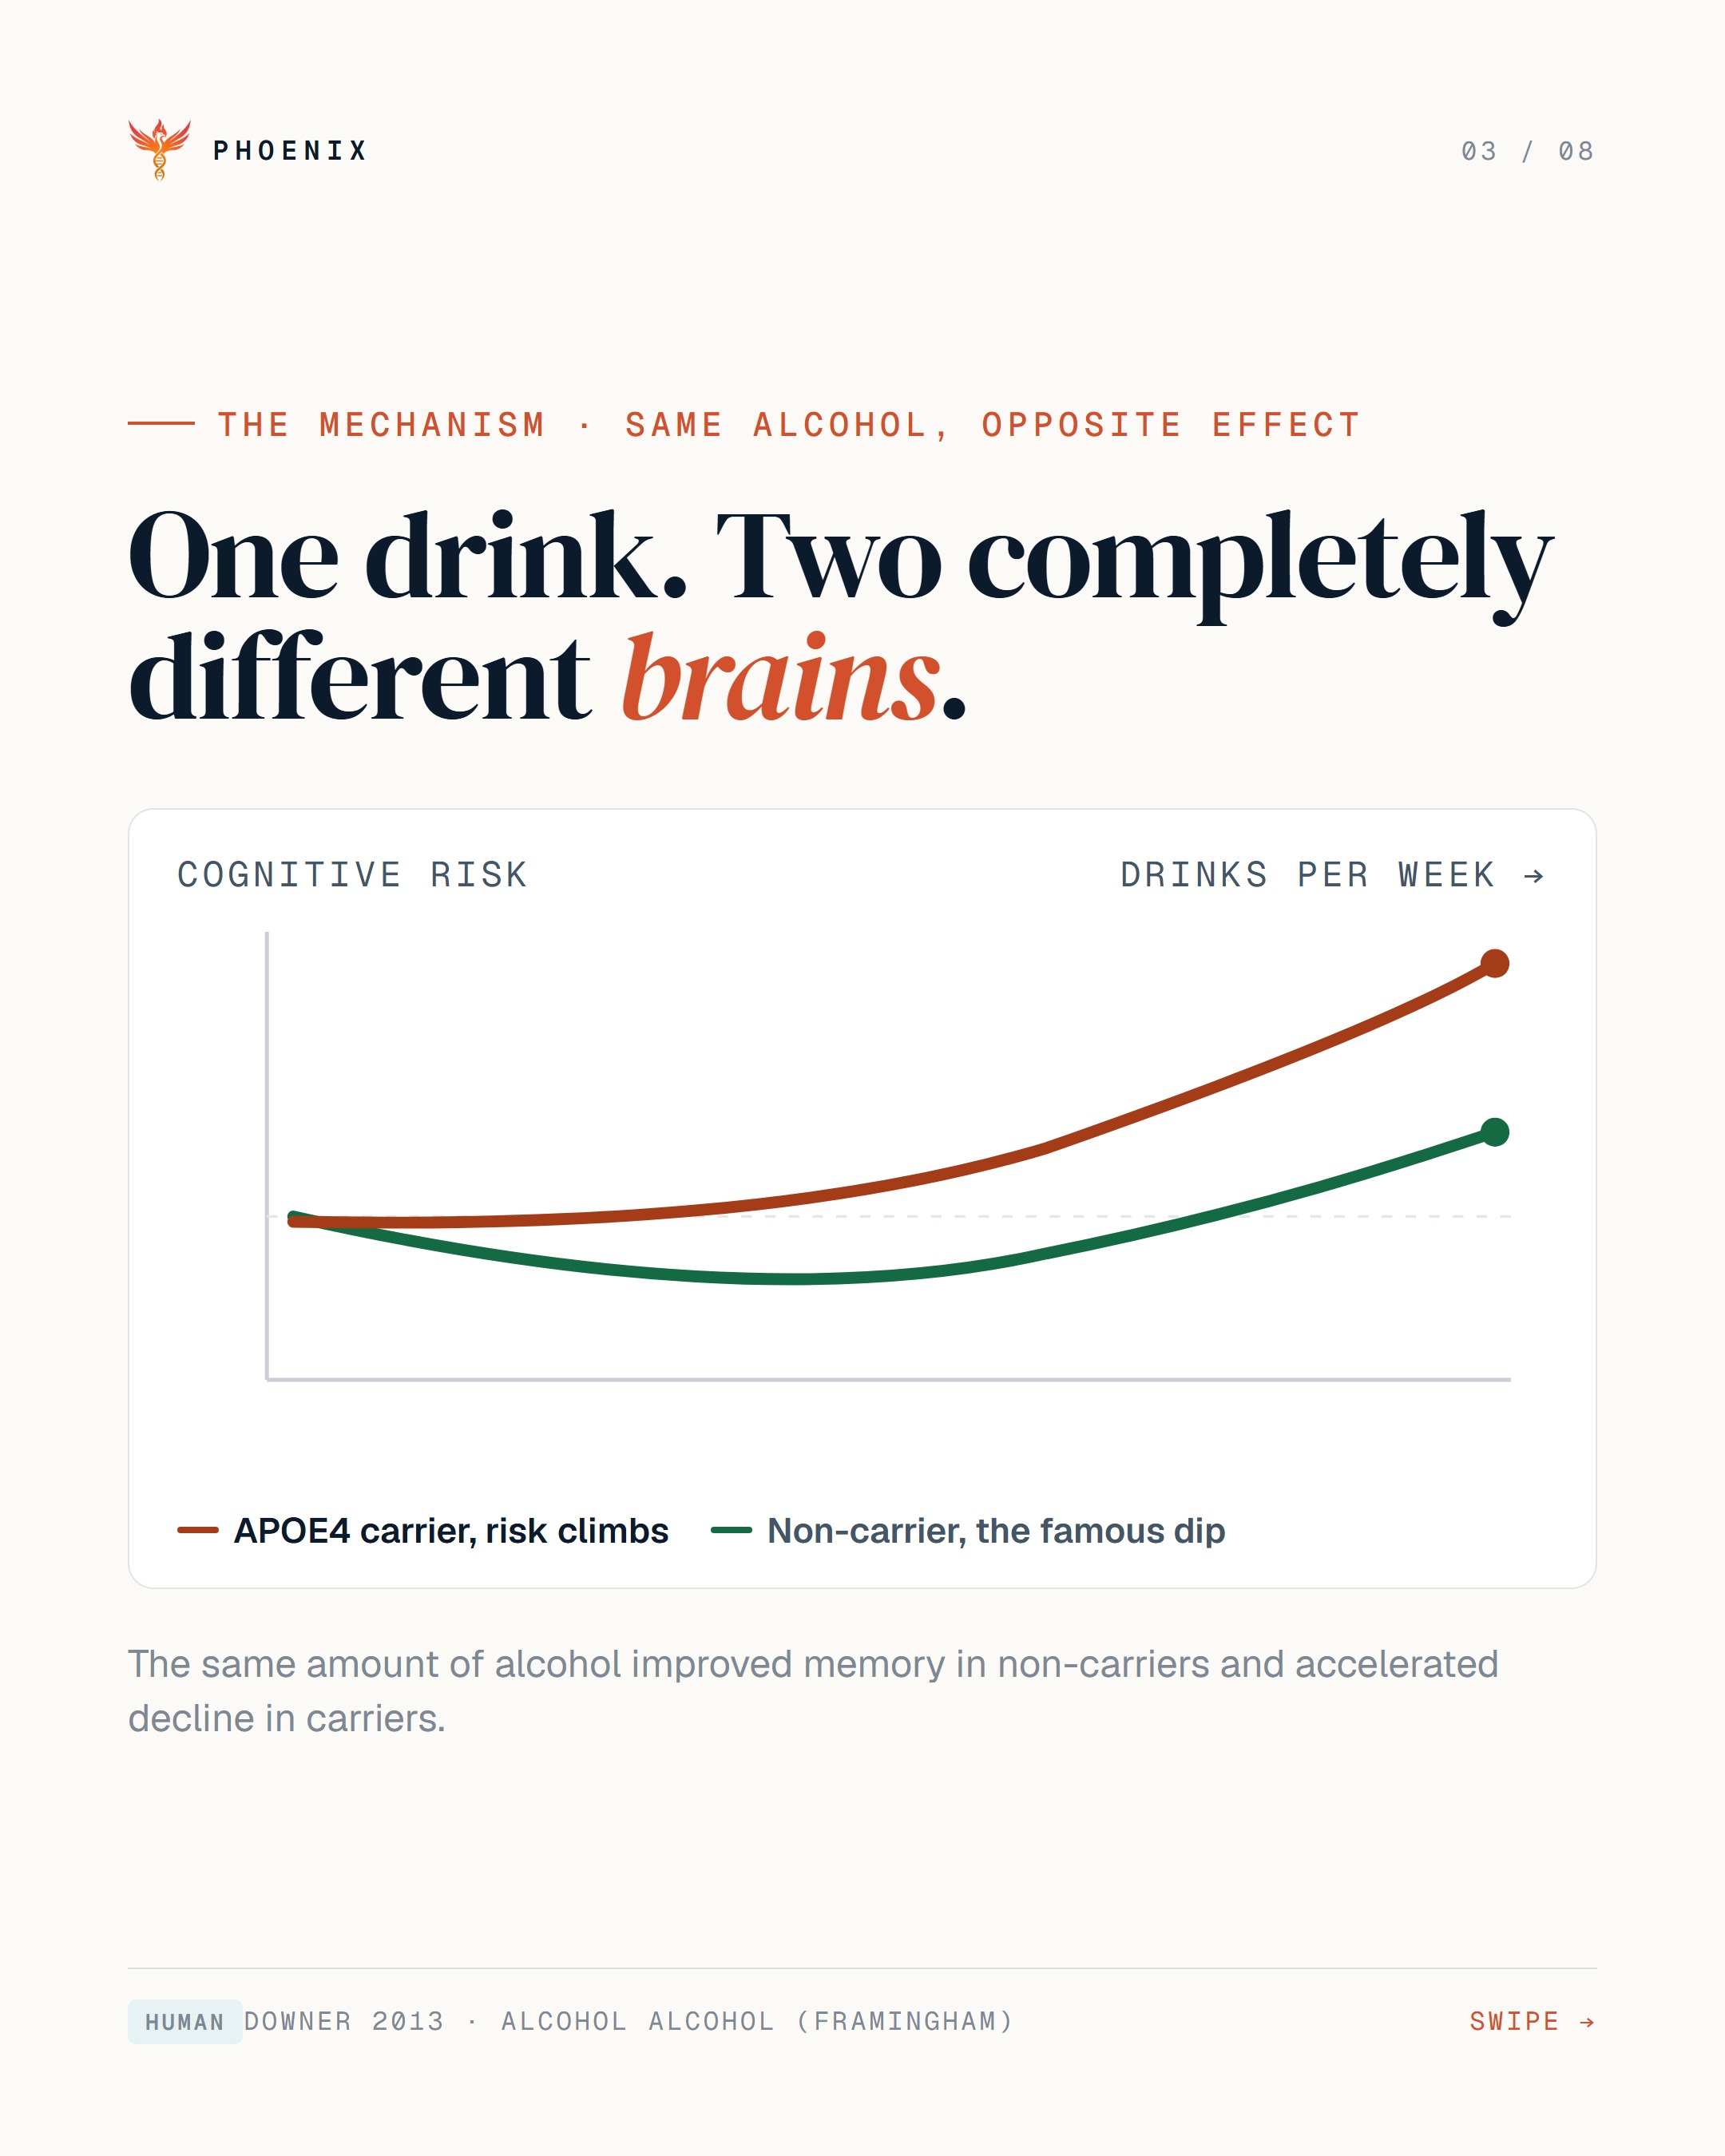 PHOENIX
03 / 08
THE MECHANISM · SAME ALCOHOL, OPPOSITE EFFECT
One drink. Two completely
different brains.
COGNITIVE RISK
DRINKS PER WEEK →
APOE4 carrier, risk climbs
Non-carrier, the famous dip
The same amount of alcohol improved memory in non-carriers and accelerated
decline in carriers.
HUMAN DOWNER 2013 · ALCOHOL ALCOHOL (FRAMINGHAM)
SWIPE →